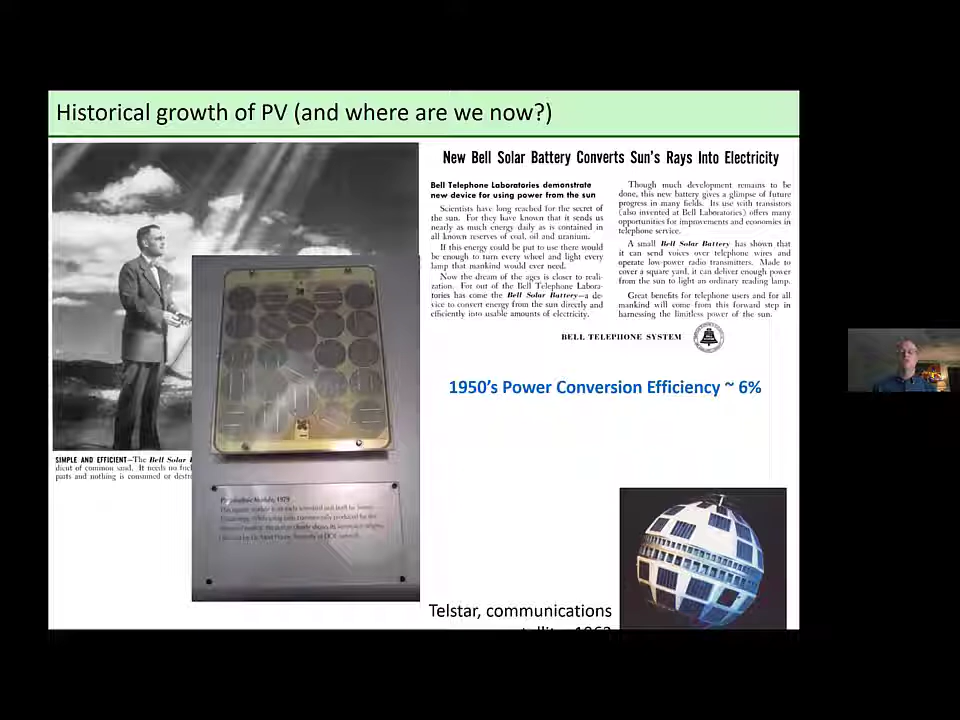 Historical growth of PV (and where are we now?)
New Bell Solar Battery Converts Sun's Rays Into Electricity
Bell Telephone Laboratories demonstrate
new device for using power from the sun
Scientists have long reached for the secret of
the sun. For they have known that it sends us
nearly as much energy daily as is contained in
all known reserves of coal, oil and uranium.
If this energy could be put to use there would
be enough to turn every wheel and light every
lamp that mankind would ever need.
Now the dream of the ages is closer to reali-
zation. For out of the Bell Telephone Labora-
tories has come the Bell Solar Battery—a de-
vice to convert energy from the sun directly and
efficiently into usable amounts of electricity.
Though much development remains to be
done, this new battery gives a glimpse of future
progress in many fields. Its use with transistors
(also invented at Bell Laboratories) offers many
opportunities for improvements and economies in
telephone service.
A small Bell Solar Battery has shown that
it can send voices over telephone wires and
operate low-power radio transmitters. Made to
cover a square yard, it can deliver enough power
from the sun to light an ordinary reading lamp.
Great benefits for telephone users and for all
mankind will come from this forward step in
harnessing the limitless power of the sun.
BELL TELEPHONE SYSTEM
1950's Power Conversion Efficiency ~ 6%
SIMPLE AND EFFICIENT—The Bell Solar
dient of common sand. It needs no fuel
parts and nothing is consumed or destr
Photovoltaic Module, 1979
Telstar, communications